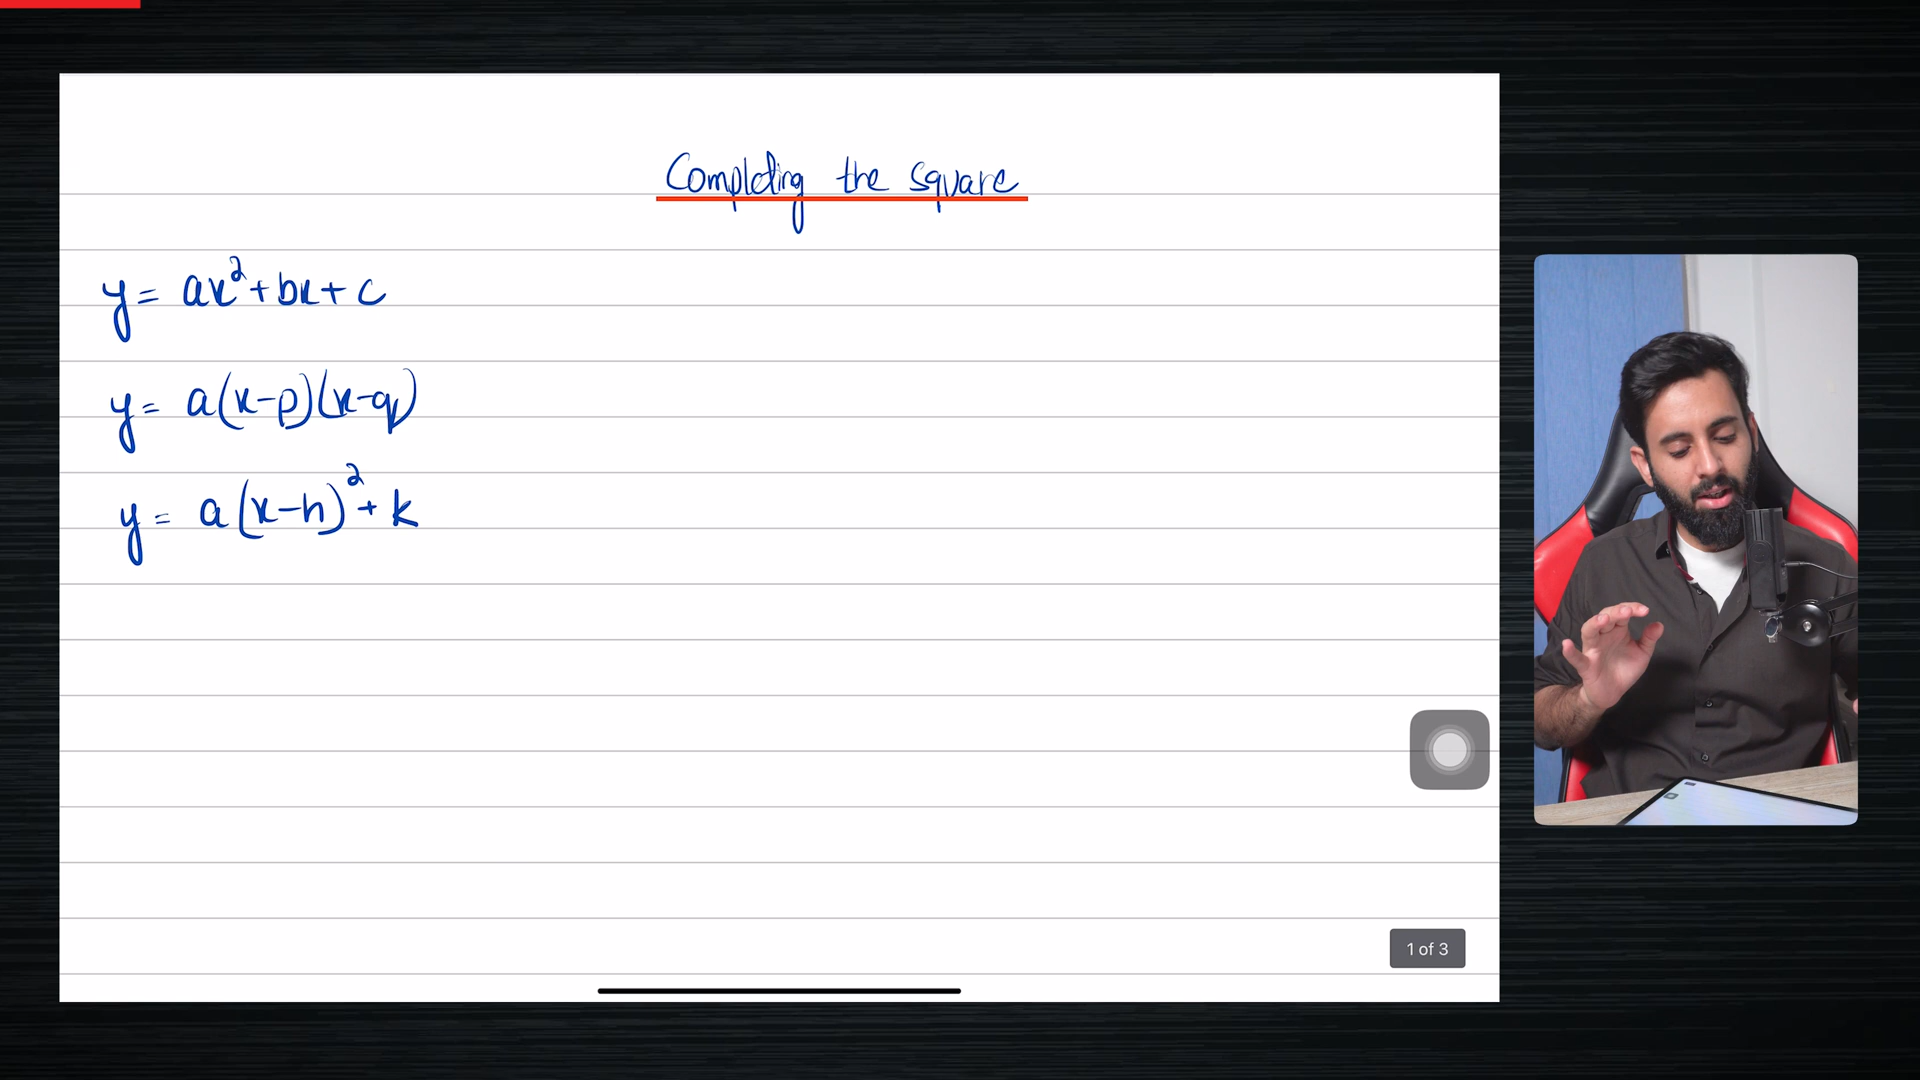 Completing the square
y = ax²+bx+c
y = a(x-p)(x-q)
y = a(x-h)²+k
1 of 3